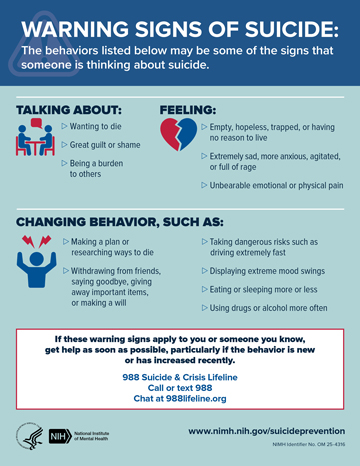 WARNING SIGNS OF SUICIDE:
The behaviors listed below may be some of the signs that
someone is thinking about suicide.
TALKING ABOUT:
Wanting to die
Great guilt or shame
Being a burden
to others
FEELING:
Empty, hopeless, trapped, or having
no reason to live
Extremely sad, more anxious, agitated,
or full of rage
Unbearable emotional or physical pain
CHANGING BEHAVIOR, SUCH AS:
Making a plan or
researching ways to die
Withdrawing from friends,
saying goodbye, giving
away important items,
or making a will
Taking dangerous risks such as
driving extremely fast
Displaying extreme mood swings
Eating or sleeping more or less
Using drugs or alcohol more often
If these warning signs apply to you or someone you know,
get help as soon as possible, particularly if the behavior is new
or has increased recently.
988 Suicide & Crisis Lifeline
Call or text 988
Chat at 988lifeline.org
NIH
National Institute
of Mental Health
www.nimh.nih.gov/suicideprevention
NIMH Identifier No. OM 25-4316